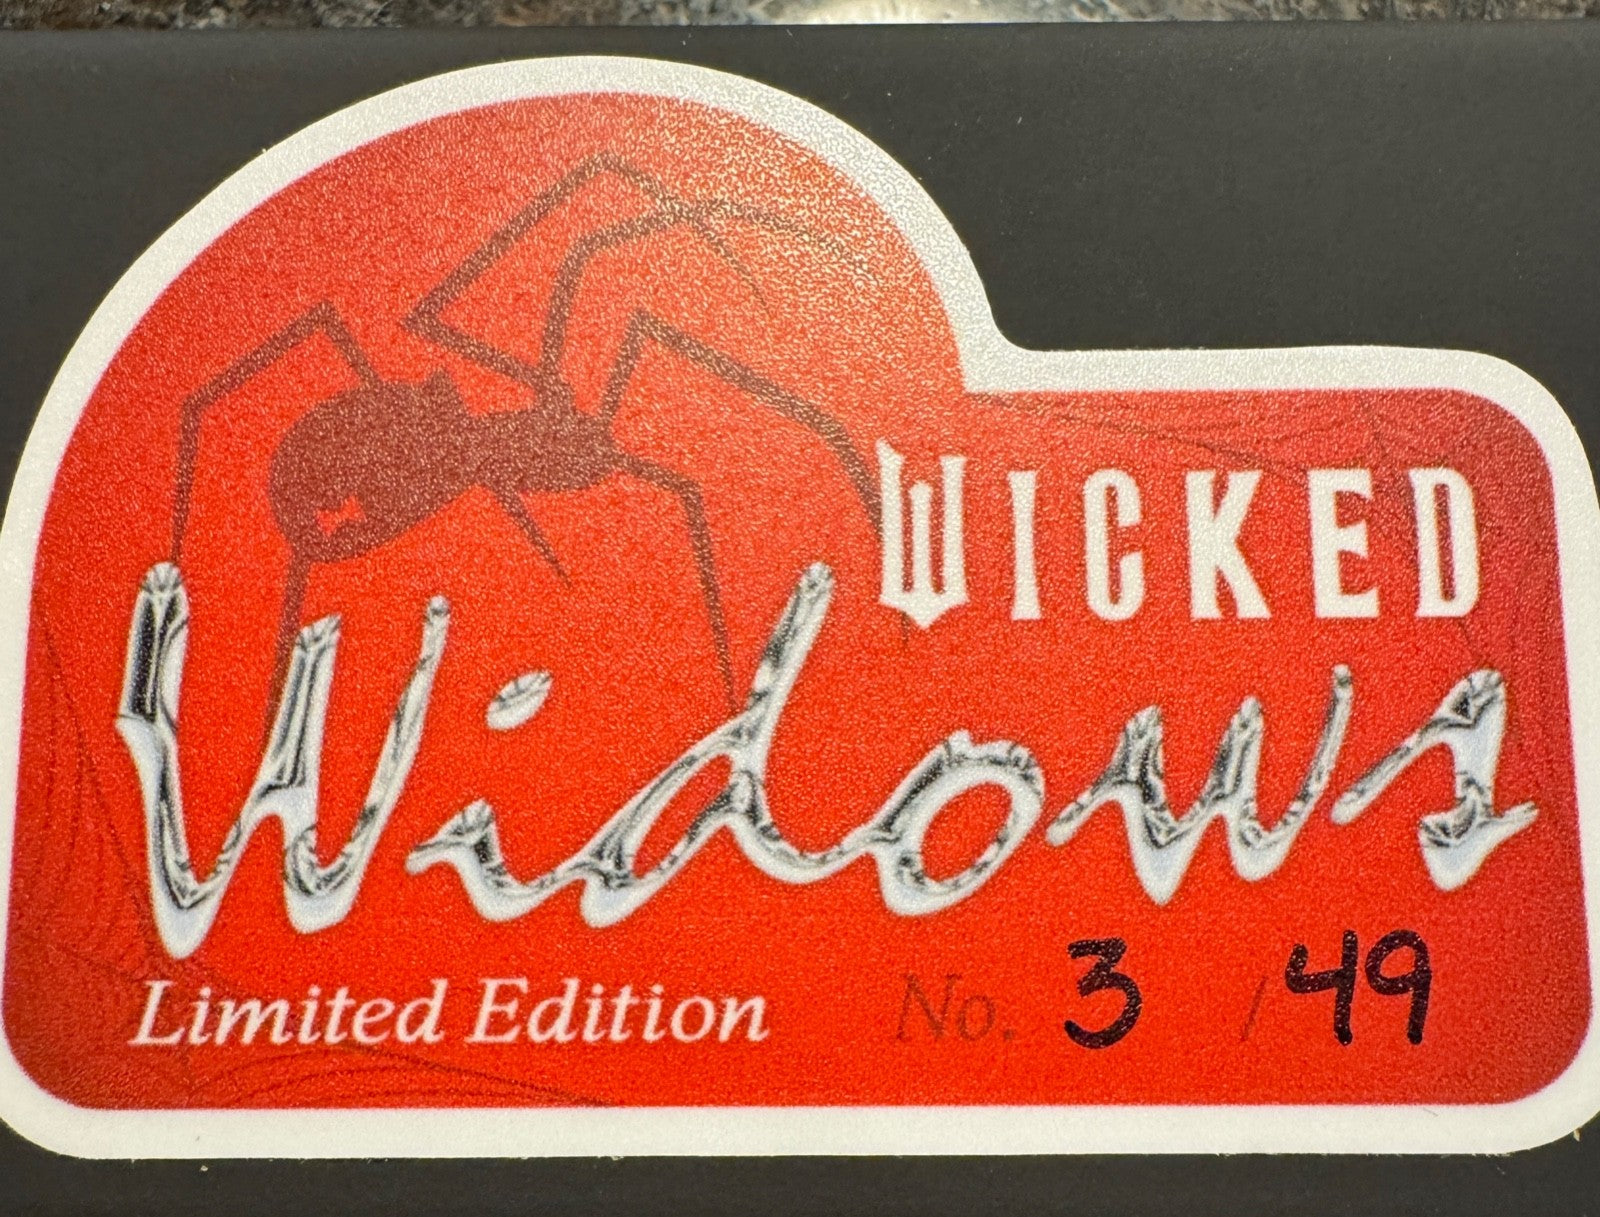 WICKED
Widows
Limited Edition No. 3 / 49